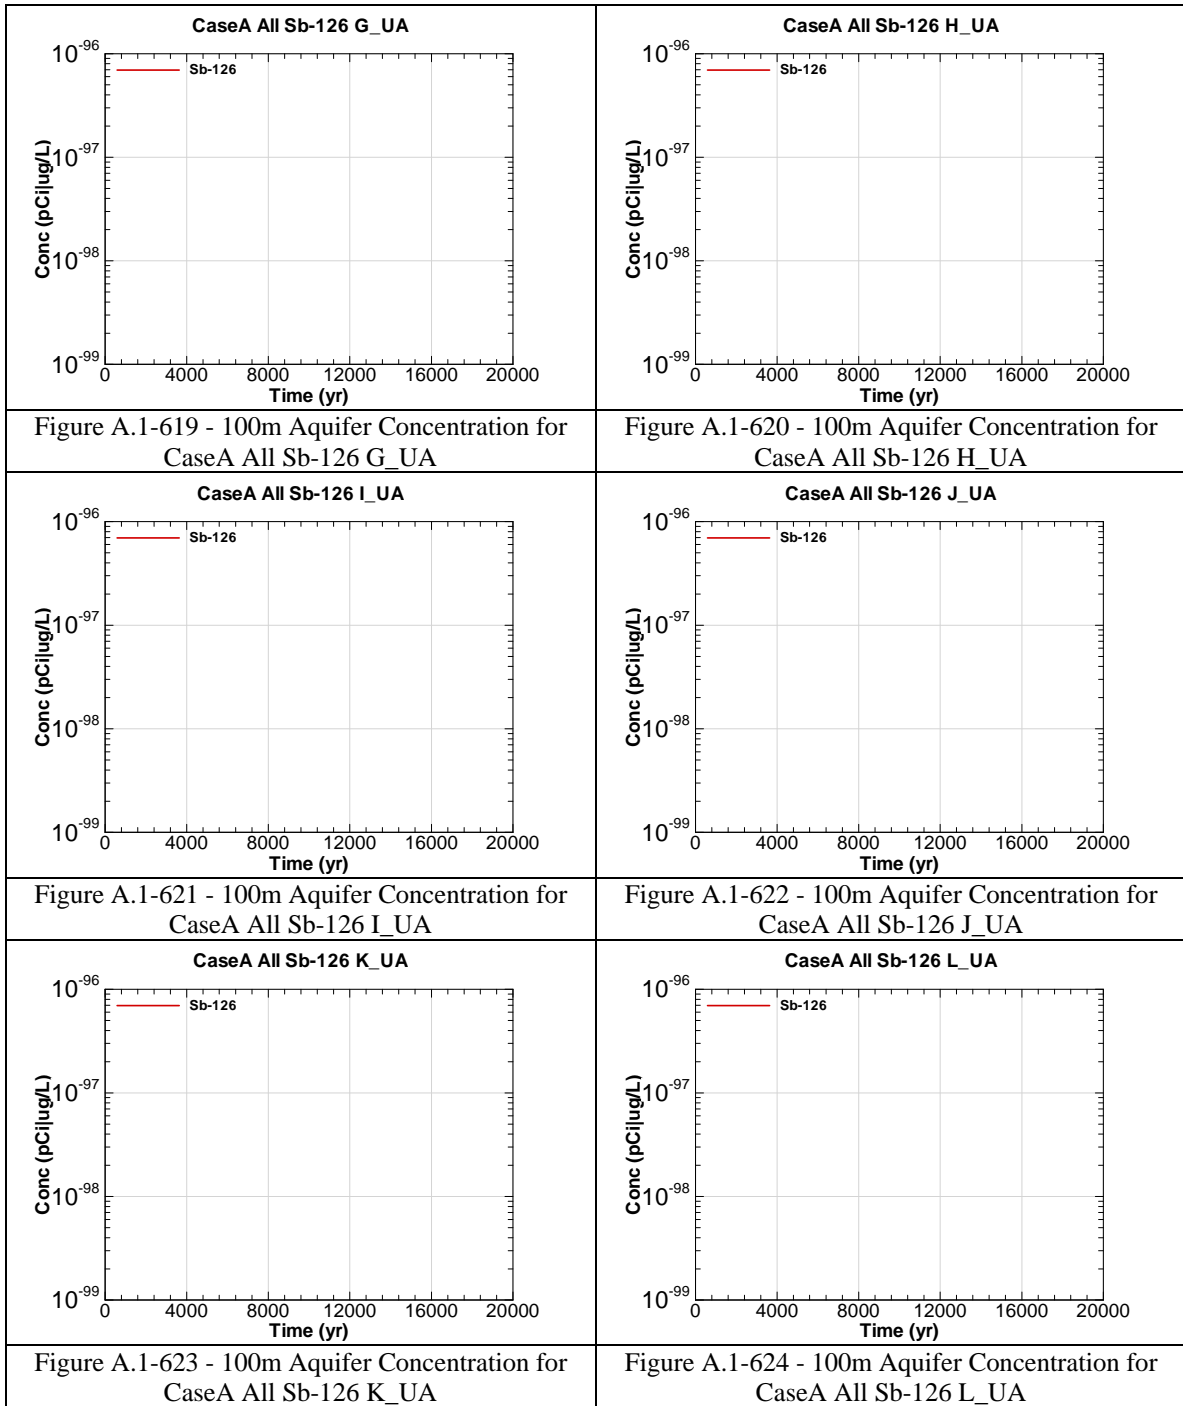 CaseA All Sb-126 G_UA
10^-96
Sb-126
10^-97
10^-98
10^-99
Conc (pCi|ug/L)
0 4000 8000 12000 16000 20000
Time (yr)
Figure A.1-619 - 100m Aquifer Concentration for
CaseA All Sb-126 G_UA
CaseA All Sb-126 H_UA
10^-96
Sb-126
10^-97
10^-98
10^-99
Conc (pCi|ug/L)
0 4000 8000 12000 16000 20000
Time (yr)
Figure A.1-620 - 100m Aquifer Concentration for
CaseA All Sb-126 H_UA
CaseA All Sb-126 I_UA
10^-96
Sb-126
10^-97
10^-98
10^-99
Conc (pCi|ug/L)
0 4000 8000 12000 16000 20000
Time (yr)
Figure A.1-621 - 100m Aquifer Concentration for
CaseA All Sb-126 I_UA
CaseA All Sb-126 J_UA
10^-96
Sb-126
10^-97
10^-98
10^-99
Conc (pCi|ug/L)
0 4000 8000 12000 16000 20000
Time (yr)
Figure A.1-622 - 100m Aquifer Concentration for
CaseA All Sb-126 J_UA
CaseA All Sb-126 K_UA
10^-96
Sb-126
10^-97
10^-98
10^-99
Conc (pCi|ug/L)
0 4000 8000 12000 16000 20000
Time (yr)
Figure A.1-623 - 100m Aquifer Concentration for
CaseA All Sb-126 K_UA
CaseA All Sb-126 L_UA
10^-96
Sb-126
10^-97
10^-98
10^-99
Conc (pCi|ug/L)
0 4000 8000 12000 16000 20000
Time (yr)
Figure A.1-624 - 100m Aquifer Concentration for
CaseA All Sb-126 L_UA